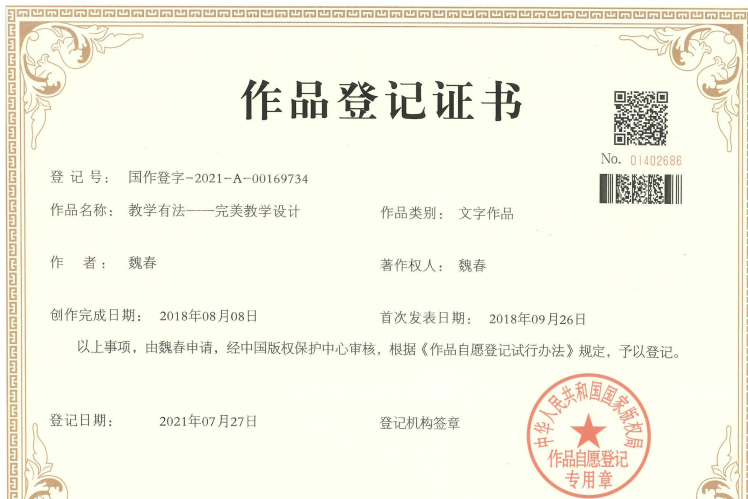 作品登记证书
No. 01402686
登 记 号： 国作登字-2021-A-00169734
作品名称： 教学有法——完美教学设计
作品类别： 文字作品
作 者： 魏春
著作权人： 魏春
创作完成日期： 2018年08月08日
首次发表日期： 2018年09月26日
以上事项，由魏春申请，经中国版权保护中心审核，根据《作品自愿登记试行办法》规定，予以登记。
登记日期： 2021年07月27日
登记机构签章
中华人民共和国国家版权局
作品自愿登记
专用章